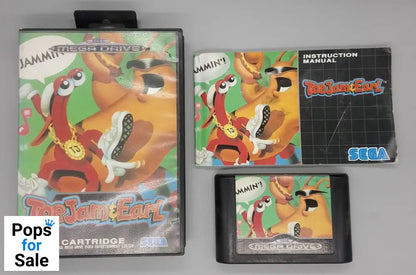 JAMMIN'!
MEGA DRIVE
TJ
ToeJam & Earl
CARTRIDGE
SEGA
Pops
for
Sale
JAMMIN'!
INSTRUCTION
MANUAL
ToeJam & Earl
SEGA
JAMMIN'!
MEGA DRIVE